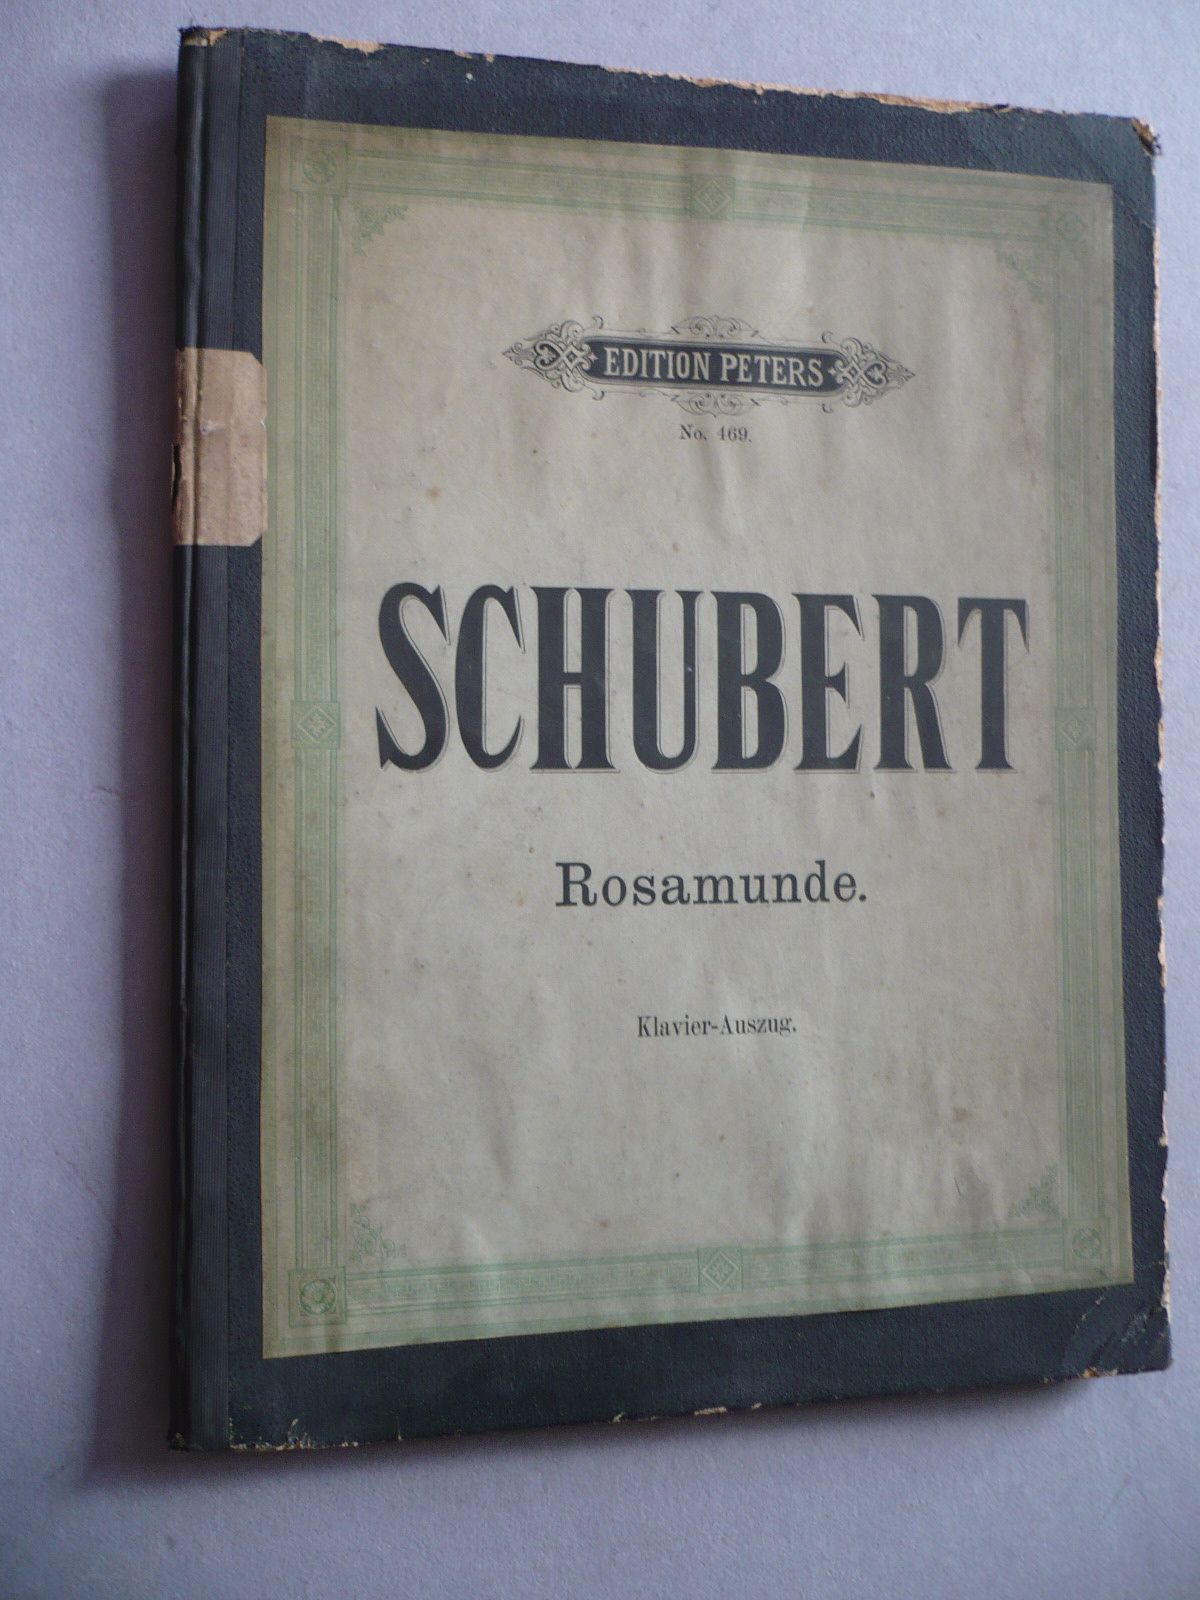 EDITION PETERS
No. 469.
SCHUBERT
Rosamunde.
Klavier-Auszug.